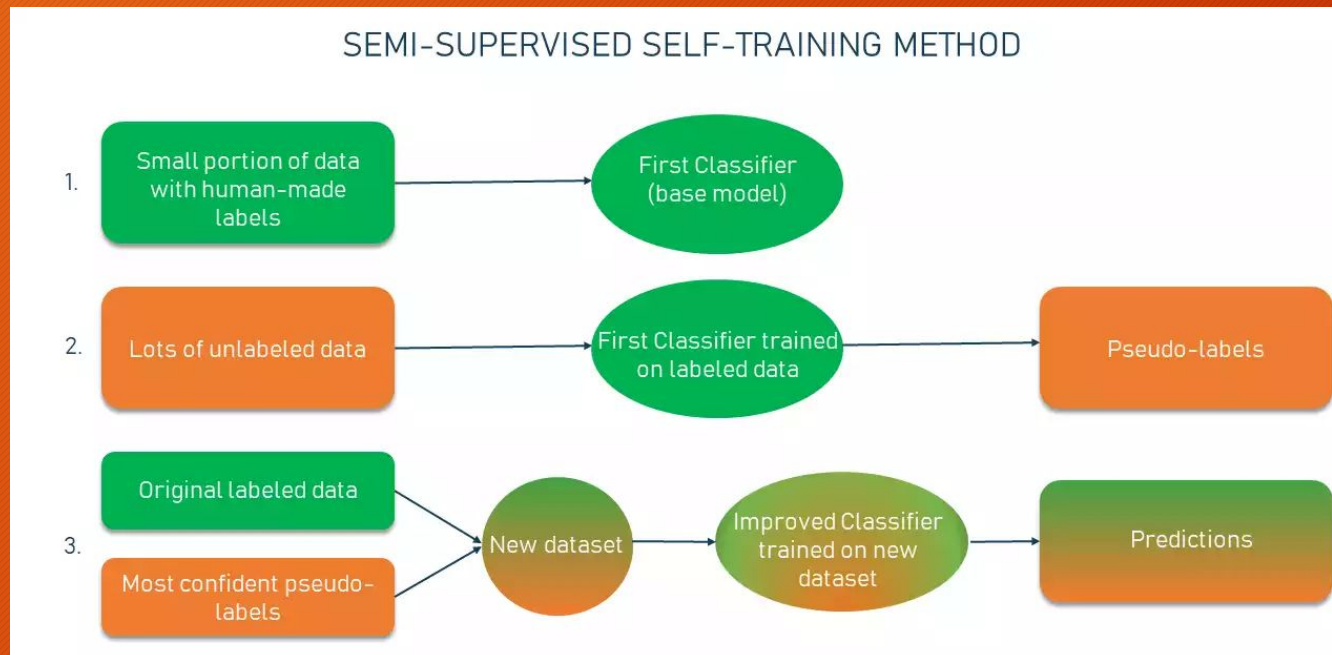 SEMI-SUPERVISED SELF-TRAINING METHOD
1.
Small portion of data
with human-made
labels
First Classifier
(base model)
2.
Lots of unlabeled data
First Classifier trained
on labeled data
Pseudo-labels
3.
Original labeled data
Most confident pseudo-
labels
New dataset
Improved Classifier
trained on new
dataset
Predictions